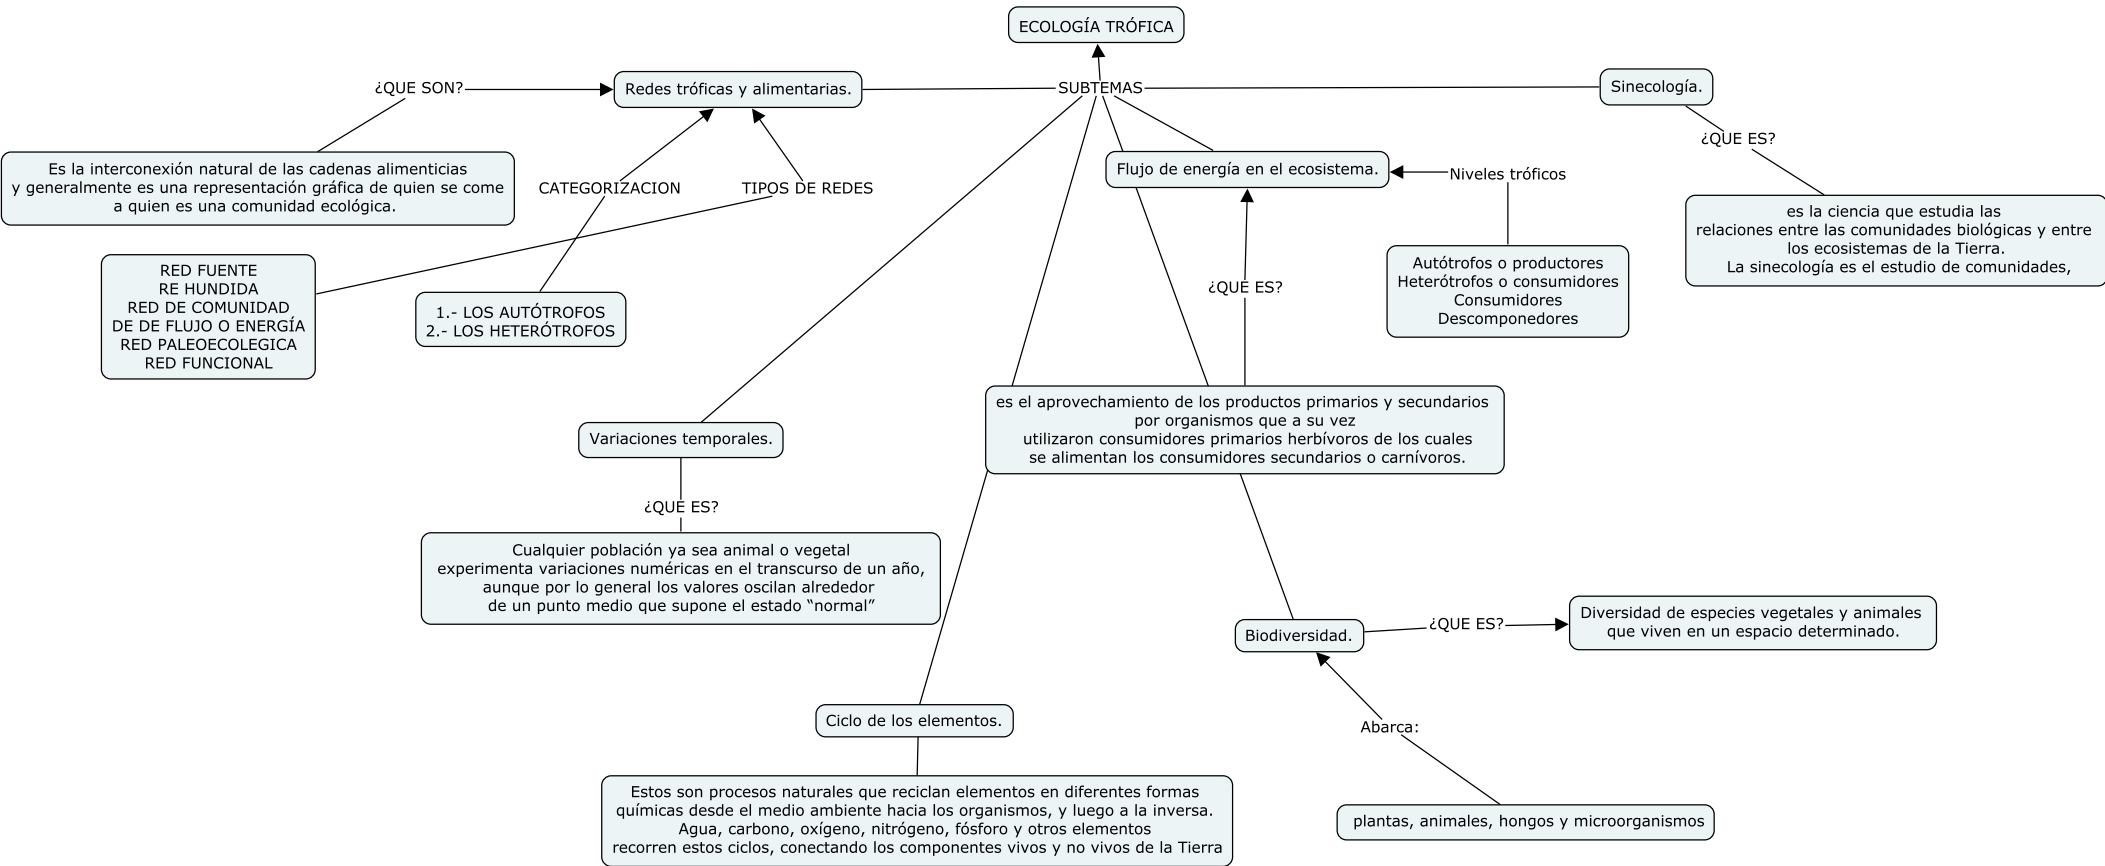 ECOLOGÍA TRÓFICA
SUBTEMAS
¿QUE SON?
Redes tróficas y alimentarias.
Es la interconexión natural de las cadenas alimenticias
y generalmente es una representación gráfica de quien se come
a quien es una comunidad ecológica.
CATEGORIZACION
TIPOS DE REDES
RED FUENTE
RE HUNDIDA
RED DE COMUNIDAD
DE DE FLUJO O ENERGÍA
RED PALEOECOLEGICA
RED FUNCIONAL
1.- LOS AUTÓTROFOS
2.- LOS HETERÓTROFOS
Flujo de energía en el ecosistema.
Niveles tróficos
Autótrofos o productores
Heterótrofos o consumidores
Consumidores
Descomponedores
¿QUE ES?
es el aprovechamiento de los productos primarios y secundarios
por organismos que a su vez
utilizaron consumidores primarios herbívoros de los cuales
se alimentan los consumidores secundarios o carnívoros.
Sinecología.
¿QUE ES?
es la ciencia que estudia las
relaciones entre las comunidades biológicas y entre
los ecosistemas de la Tierra.
La sinecología es el estudio de comunidades,
Variaciones temporales.
¿QUE ES?
Cualquier población ya sea animal o vegetal
experimenta variaciones numéricas en el transcurso de un año,
aunque por lo general los valores oscilan alrededor
de un punto medio que supone el estado “normal”
Biodiversidad.
¿QUE ES?
Diversidad de especies vegetales y animales
que viven en un espacio determinado.
Abarca:
plantas, animales, hongos y microorganismos
Ciclo de los elementos.
Estos son procesos naturales que reciclan elementos en diferentes formas
químicas desde el medio ambiente hacia los organismos, y luego a la inversa.
Agua, carbono, oxígeno, nitrógeno, fósforo y otros elementos
recorren estos ciclos, conectando los componentes vivos y no vivos de la Tierra